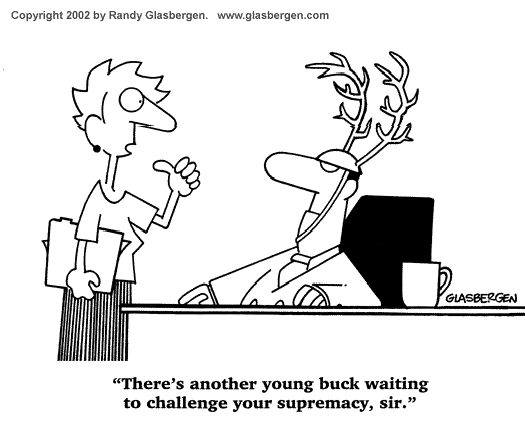 Copyright 2002 by Randy Glasbergen.   www.glasbergen.com
GLASBERGEN
“There’s another young buck waiting
to challenge your supremacy, sir.”